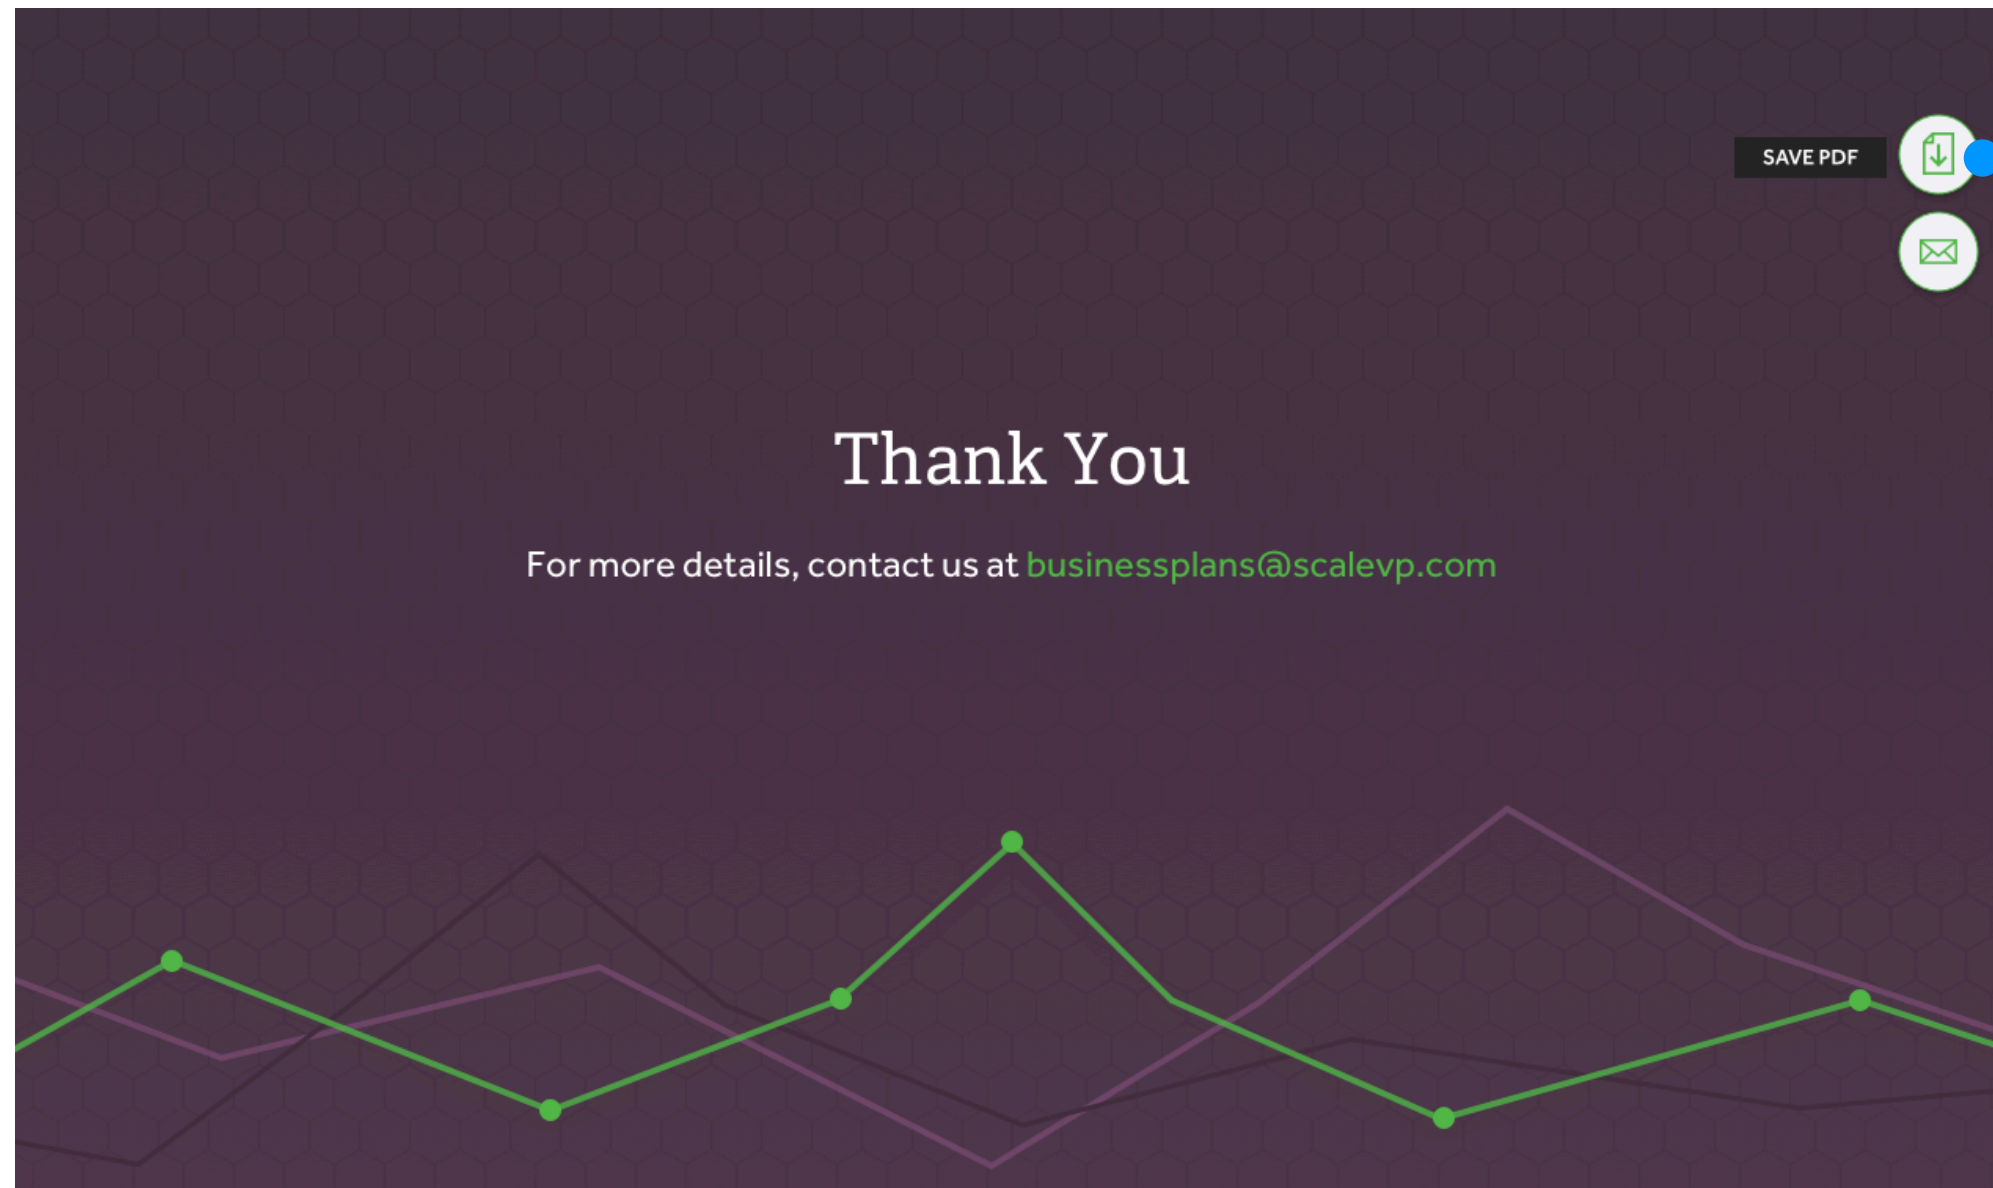 SAVE PDF
Thank You
For more details, contact us at businessplans@scalevp.com